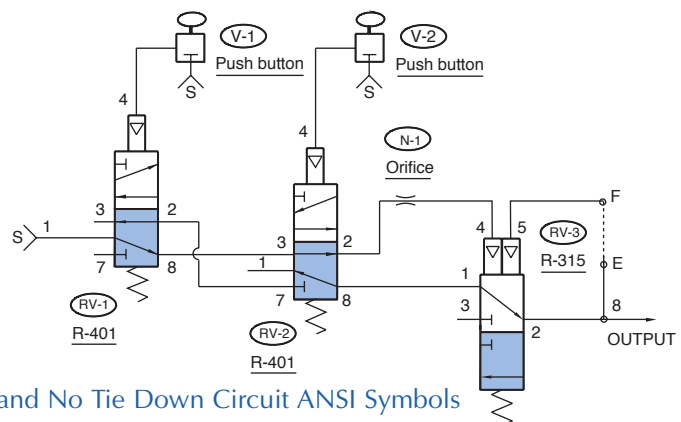 V-1
Push button
S
4
V-2
Push button
S
4
N-1
Orifice
S
1
3
2
7
8
RV-1
R-401
3
2
1
7
8
RV-2
R-401
4
5
F
RV-3
R-315
E
1
3
2
8
OUTPUT
and No Tie Down Circuit ANSI Symbols